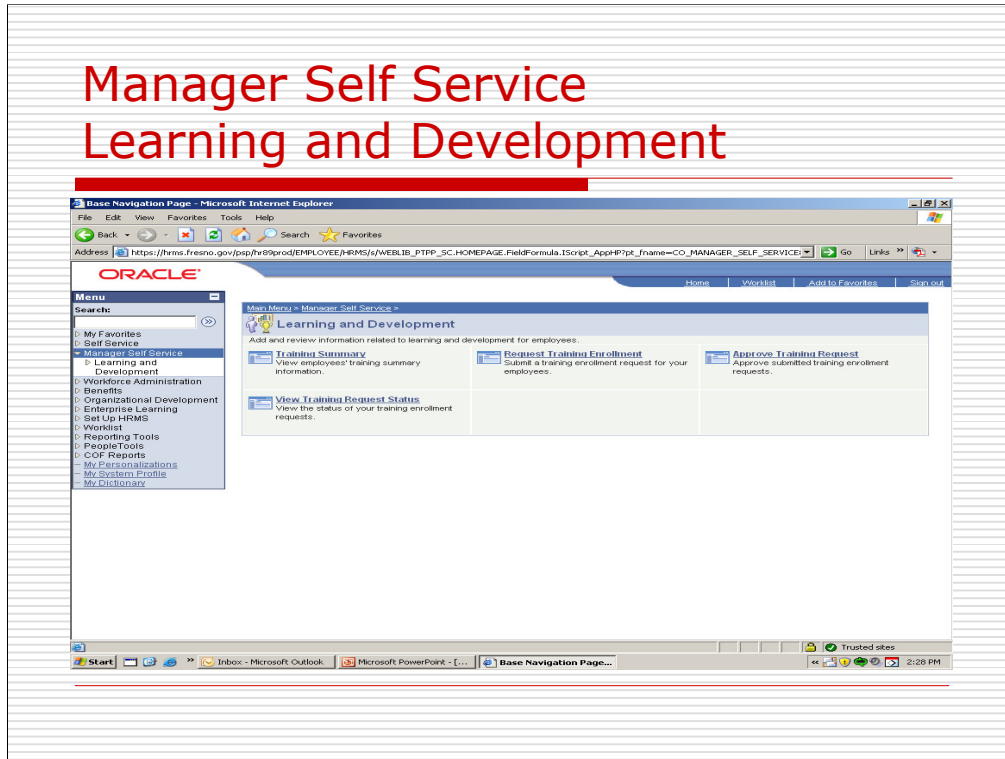 Manager Self Service
Learning and Development
Base Navigation Page - Microsoft Internet Explorer
File Edit View Favorites Tools Help
Back Search Favorites
Address https://hrms.fresno.gov/psp/hr89prod/EMPLOYEE/HRMS/s/WEBLIB_PTPP_SC.HOMEPAGE.FieldFormula.IScript_AppHP?pt_fname=CO_MANAGER_SELF_SERVICE Go Links »
ORACLE
Home Worklist Add to Favorites Sign out
Menu
Search:
My Favorites
Self Service
Manager Self Service
Learning and
Development
Workforce Administration
Benefits
Organizational Development
Enterprise Learning
Set Up HRMS
Worklist
Reporting Tools
PeopleTools
COF Reports
My Personalizations
My System Profile
My Dictionary
Main Menu > Manager Self Service >
Learning and Development
Add and review information related to learning and development for employees.
Training Summary
View employees' training summary
information.
Request Training Enrollment
Submit a training enrollment request for your
employees.
Approve Training Request
Approve submitted training enrollment
requests.
View Training Request Status
View the status of your training enrollment
requests.
Trusted sites
Start » Inbox - Microsoft Outlook Microsoft PowerPoint - [... Base Navigation Page... « 2:28 PM